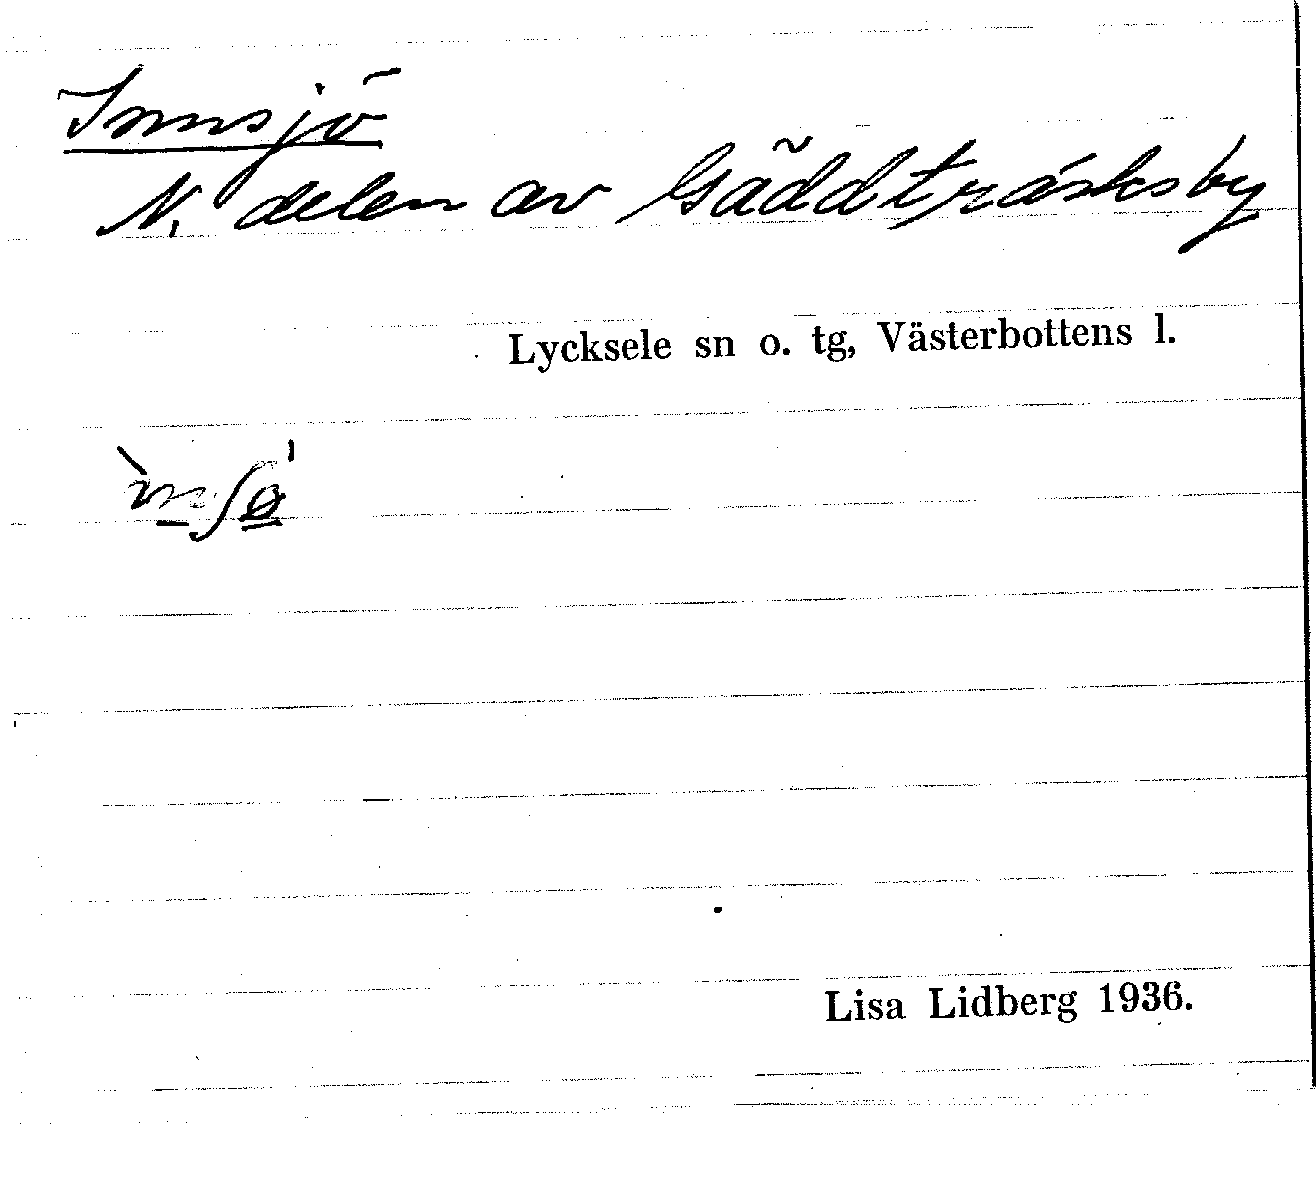 Innsjö
N. delen av Gäddträsksby
Lycksele sn o. tg, Västerbottens l.
Lisa Lidberg 1936.